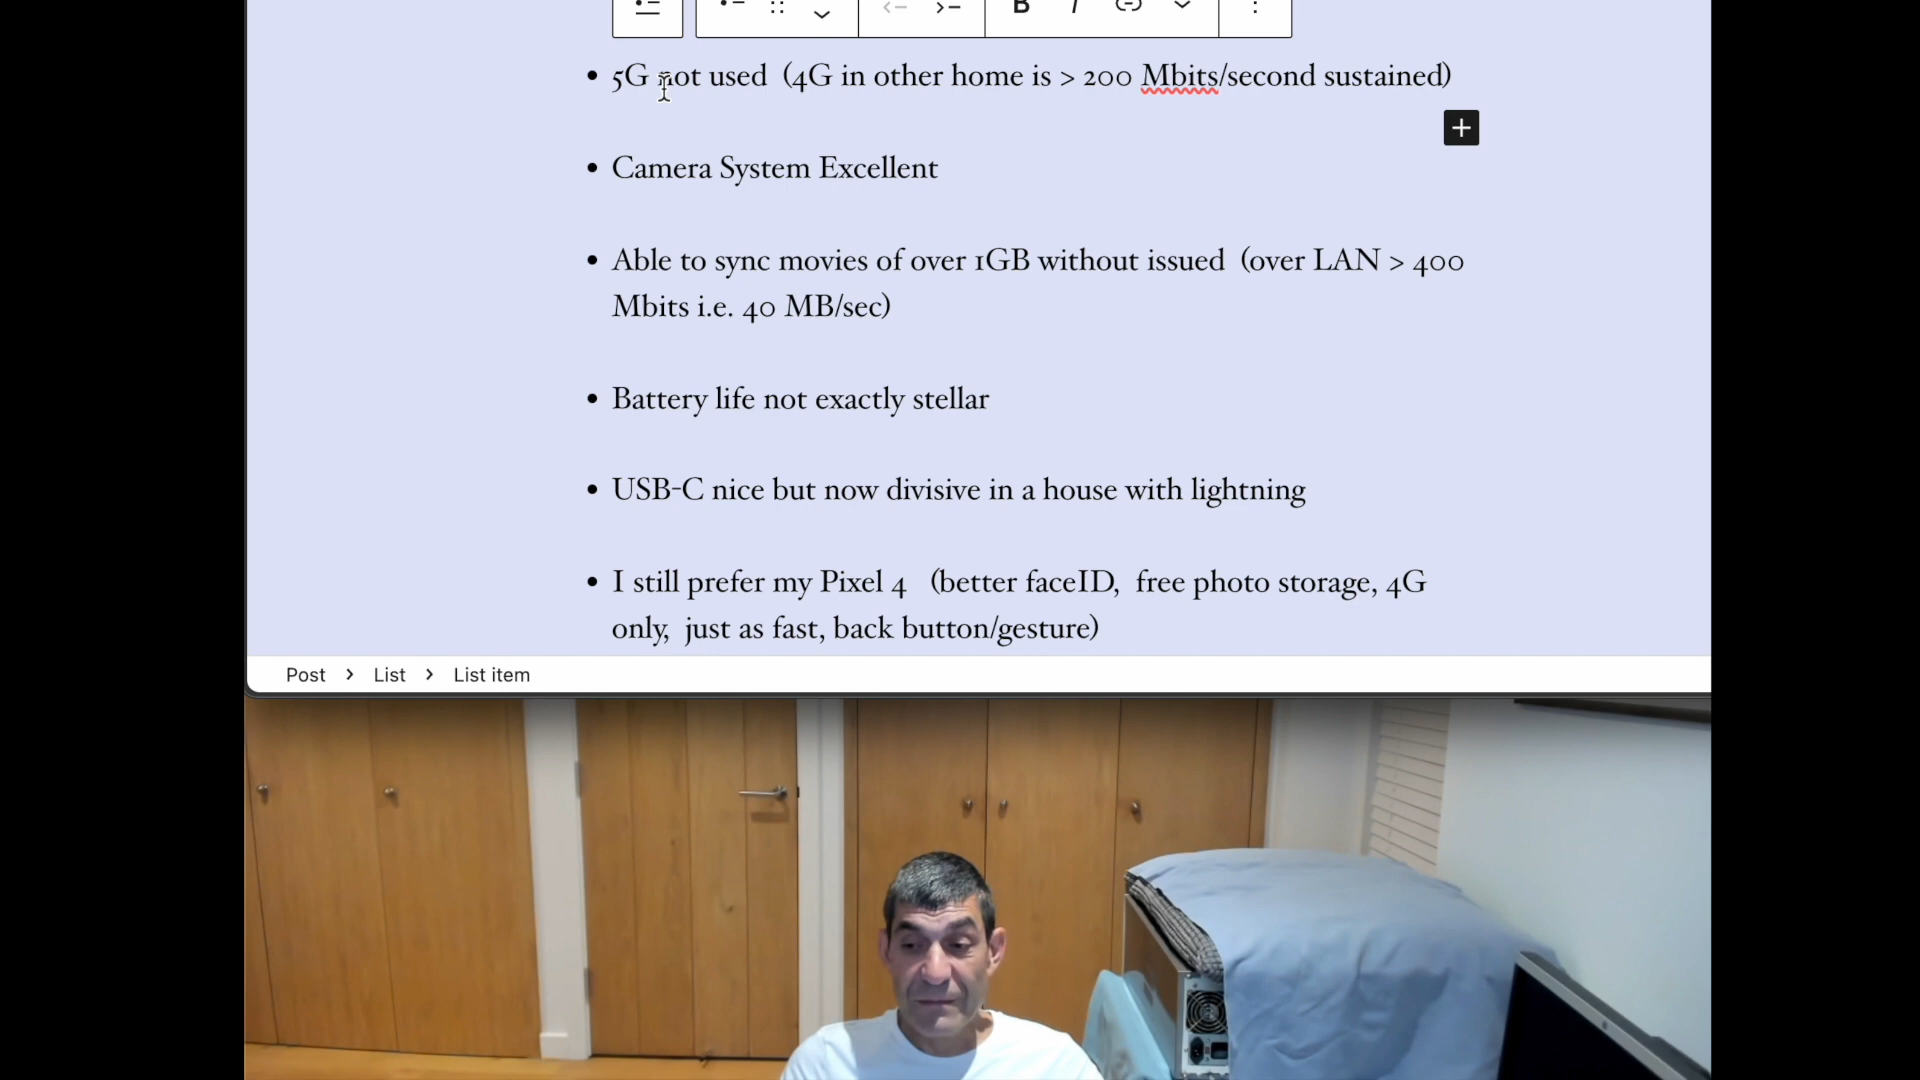 B I
5G not used (4G in other home is > 200 Mbits/second sustained)
Camera System Excellent
Able to sync movies of over 1GB without issued (over LAN > 400
Mbits i.e. 40 MB/sec)
Battery life not exactly stellar
USB-C nice but now divisive in a house with lightning
I still prefer my Pixel 4 (better faceID, free photo storage, 4G
only, just as fast, back button/gesture)
Post > List > List item